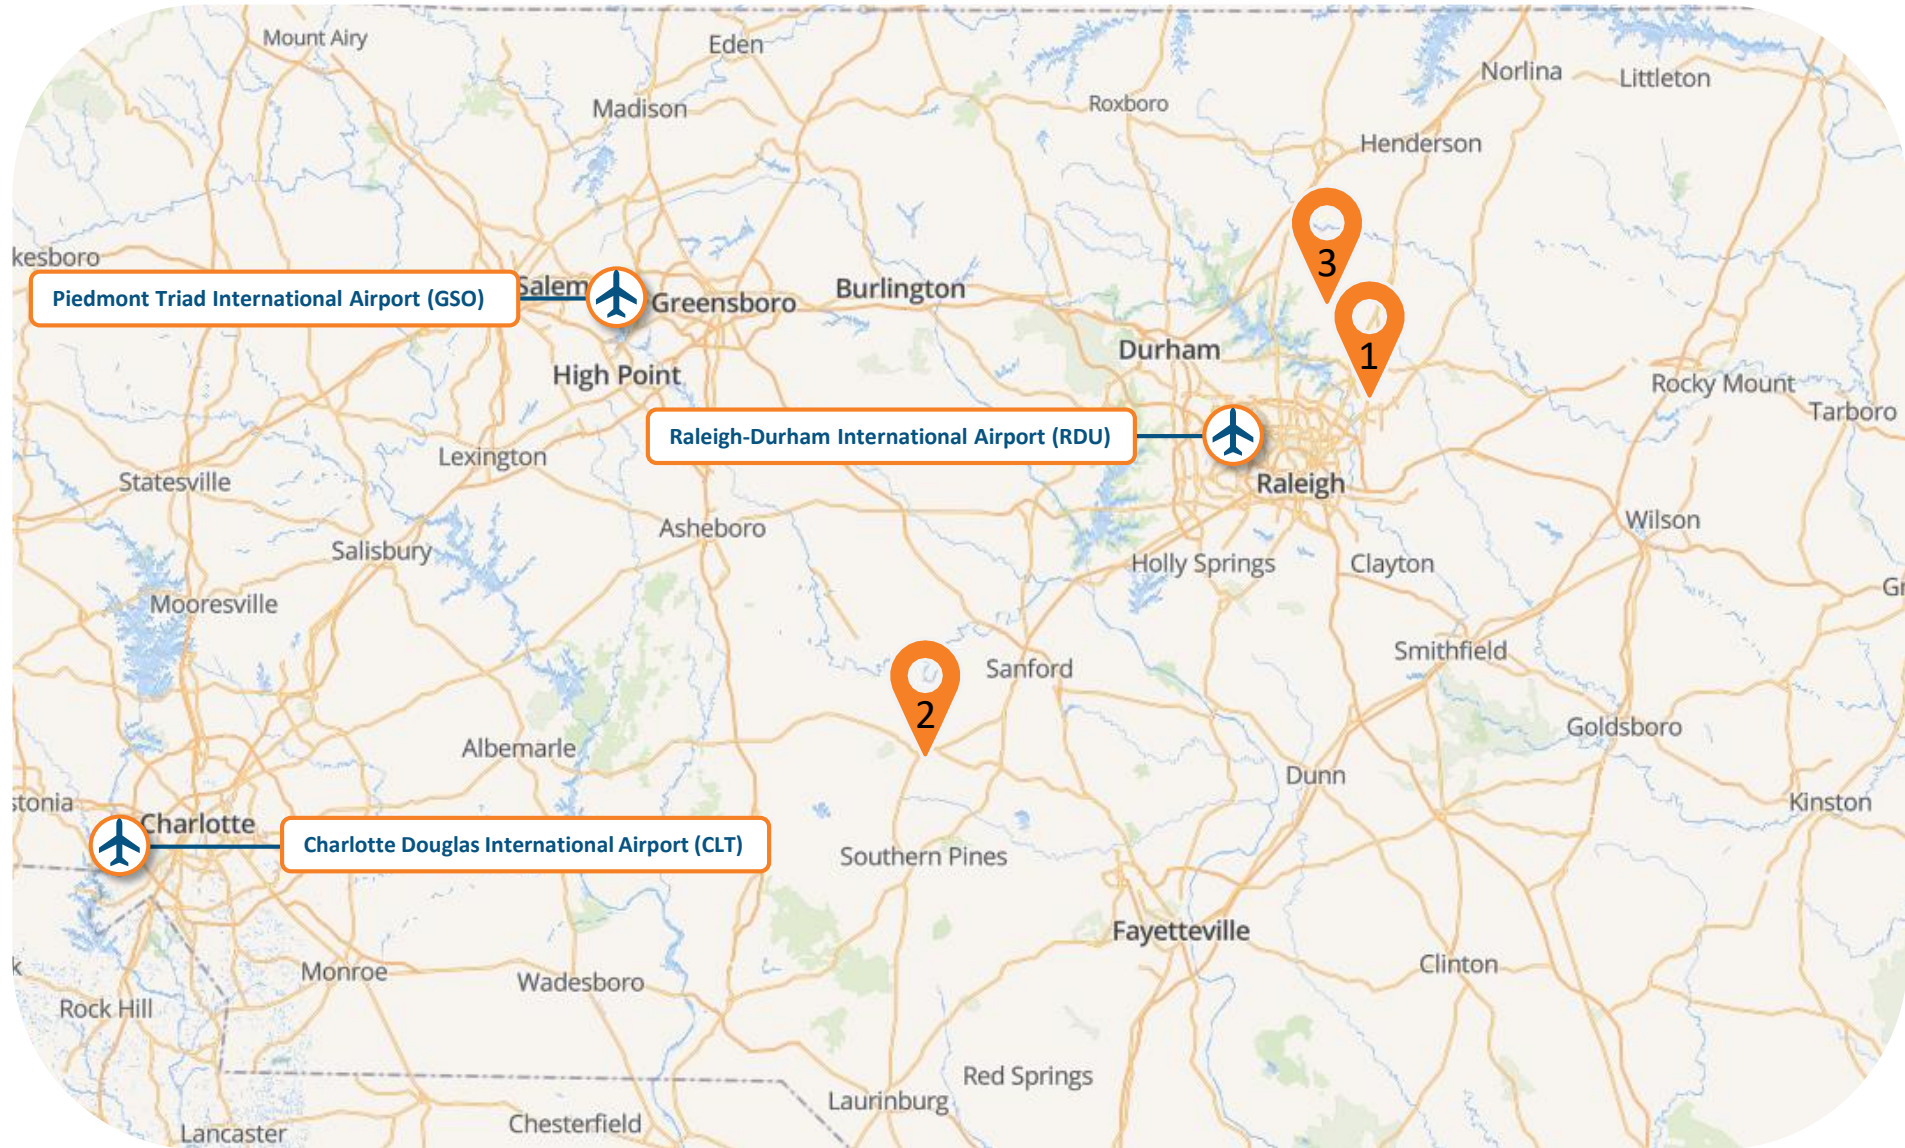 Mount Airy
Eden
Norlina
Littleton
Madison
Roxboro
Henderson
kesboro
3
Piedmont Triad International Airport (GSO)
Salem
Greensboro
Burlington
1
Durham
High Point
Rocky Mount
Tarboro
Raleigh-Durham International Airport (RDU)
Lexington
Statesville
Raleigh
Asheboro
Wilson
Salisbury
Holly Springs
Clayton
Mooresville
Gr
Smithfield
Sanford
2
Goldsboro
Albemarle
Dunn
stonia
Kinston
Charlotte
Charlotte Douglas International Airport (CLT)
Southern Pines
Fayetteville
Clinton
k
Monroe
Wadesboro
Rock Hill
Red Springs
Laurinburg
Chesterfield
Lancaster